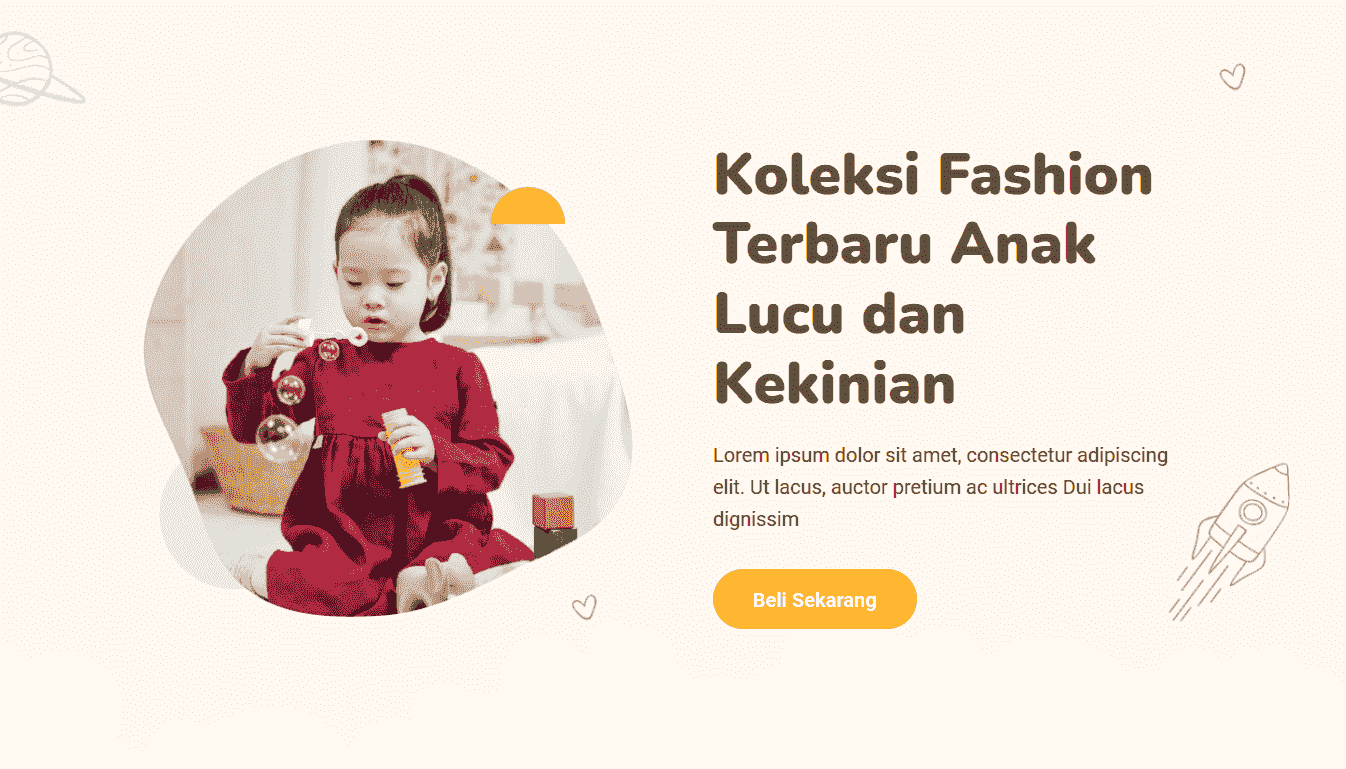 Koleksi Fashion
Terbaru Anak
Lucu dan
Kekinian
Lorem ipsum dolor sit amet, consectetur adipiscing
elit. Ut lacus, auctor pretium ac ultrices Dui lacus
dignissim
Beli Sekarang